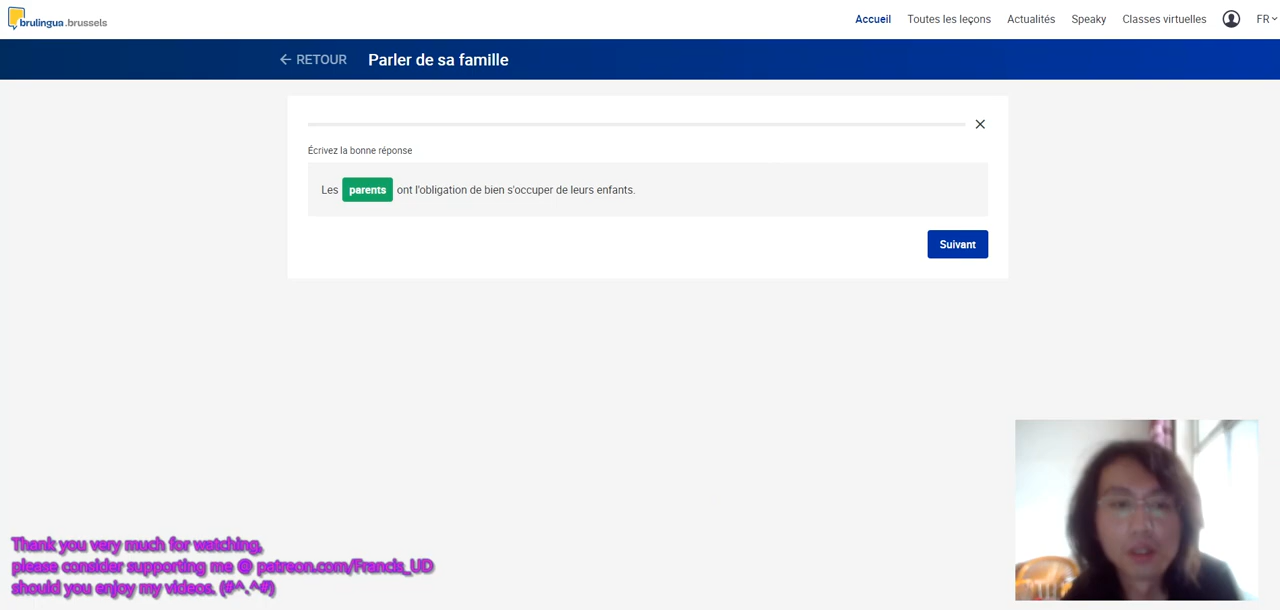 brulingua.brussels
Accueil Toutes les leçons Actualités Speaky Classes virtuelles FR
← RETOUR Parler de sa famille
Écrivez la bonne réponse
Les parents ont l'obligation de bien s'occuper de leurs enfants.
Suivant
Thank you very much for watching,
please consider supporting me @ patreon.com/Francis_UD
should you enjoy my videos. (#^.^#)